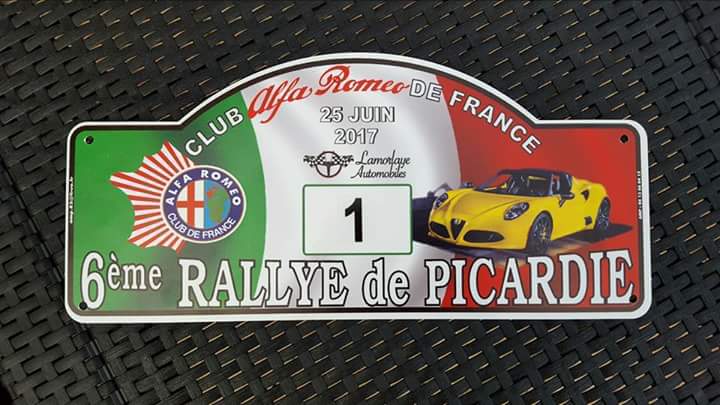 CLUB Alfa Romeo DE FRANCE
25 JUIN
2017
Lamorlaye
Automobiles
ALFA ROMEO
CLUB DE FRANCE
1
6ème RALLYE de PICARDIE